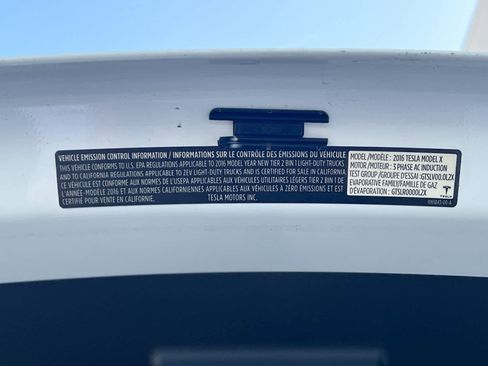 VEHICLE EMISSION CONTROL INFORMATION / INFORMATIONS SUR LE CONTRÔLE DES ÉMISSIONS DU VÉHICULE
THIS VEHICLE CONFORMS TO U.S. EPA REGULATIONS APPLICABLE TO 2016 MODEL YEAR NEW TIER 2 BIN 1 LIGHT-DUTY TRUCKS
AND CALIFORNIA REGULATIONS APPLICABLE TO ZEV LIGHT-DUTY TRUCKS AND IS CERTIFIED FOR SALE IN CALIFORNIA.
CE VÉHICULE EST CONFORME AUX NORMES DE L'USEPA APPLICABLES AUX VÉHICULES UTILITAIRES LÉGERS TIER 2 BIN 1 DE
L'ANNÉE-MODÈLE 2016 ET AUX NORMES CALIFORNIENNES APPLICABLES AUX VÉHICULES À ZÉRO ÉMISSIONS ET EST
CERTIFIÉ POUR VENTE EN CALIFORNIE.
TESLA MOTORS INC.
MODEL/MODÈLE : 2016 TESLA MODEL X
MOTOR/MOTEUR : 3 PHASE AC INDUCTION
TEST GROUP /GROUPE D'ESSAI :GTSLV00.0L2X
EVAPORATIVE FAMILY/FAMILLE DE GAZ
D'ÉVAPORATION : GTSLR0000L2X
TESLA